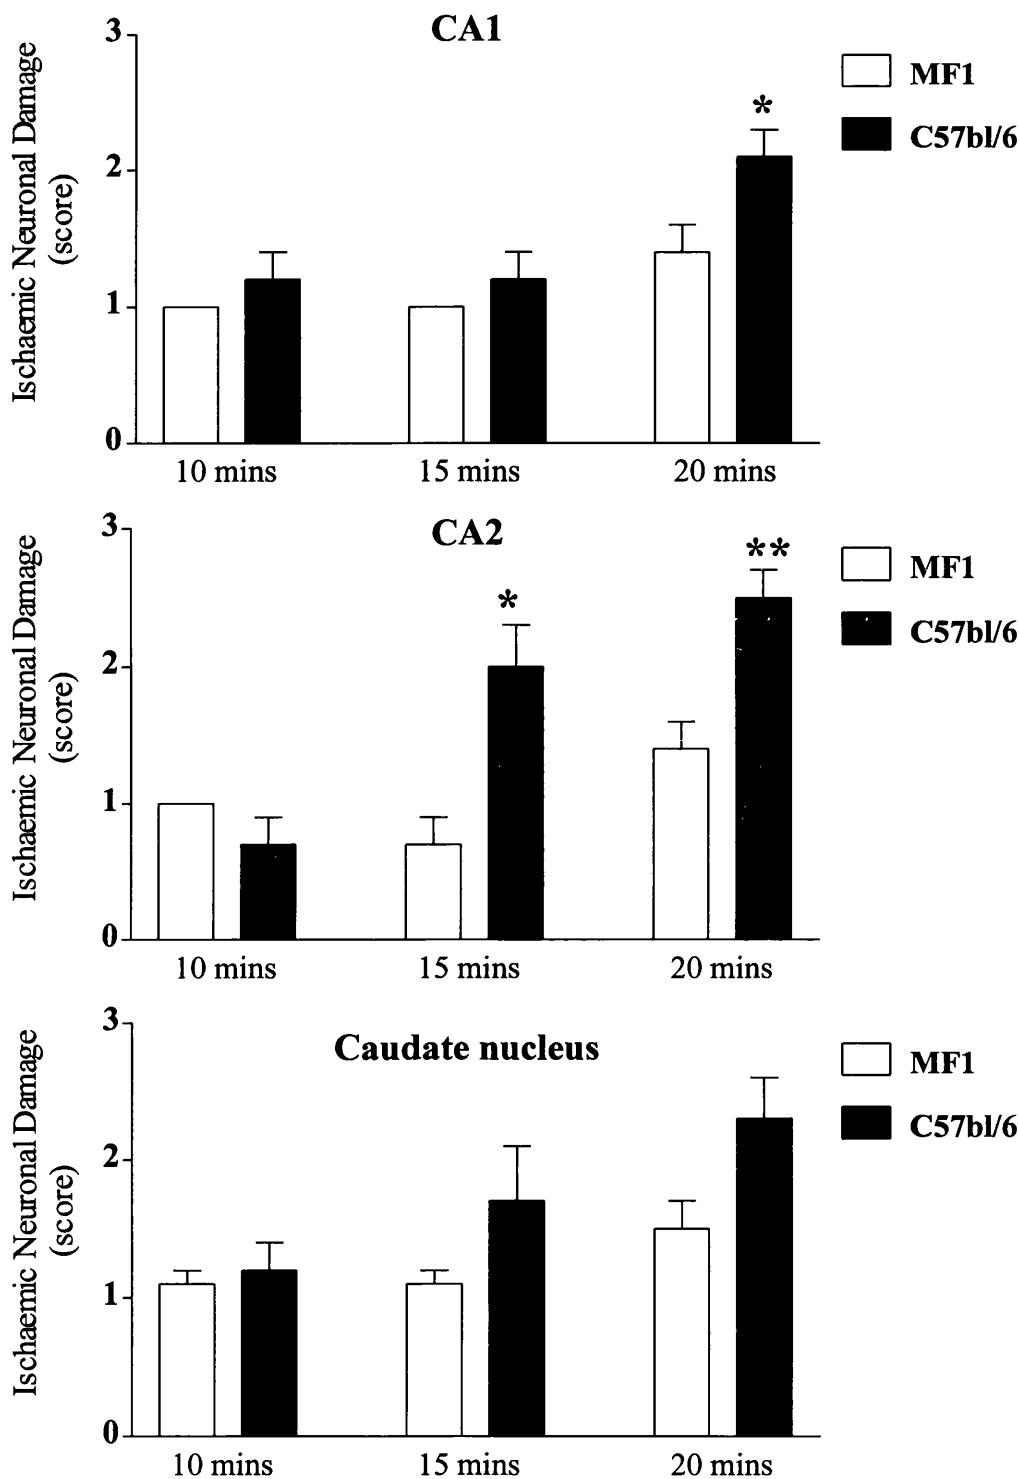 CA1
3
2
1
0
Ischaemic Neuronal Damage
(score)
*
MF1
C57bl/6
10 mins 15 mins 20 mins
CA2
3
2
1
0
Ischaemic Neuronal Damage
(score)
*
**
MF1
C57bl/6
10 mins 15 mins 20 mins
Caudate nucleus
3
2
1
0
Ischaemic Neuronal Damage
(score)
MF1
C57bl/6
10 mins 15 mins 20 mins